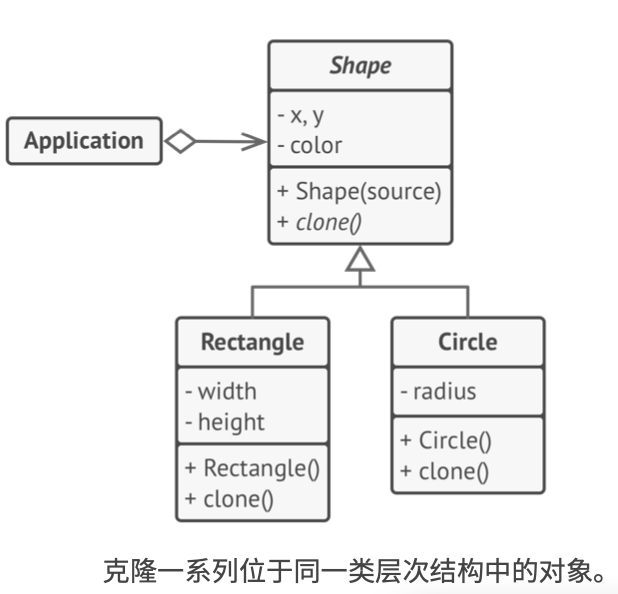 Shape
- x, y
- color
+ Shape(source)
+ clone()
Application
Rectangle
- width
- height
+ Rectangle()
+ clone()
Circle
- radius
+ Circle()
+ clone()
克隆一系列位于同一类层次结构中的对象。